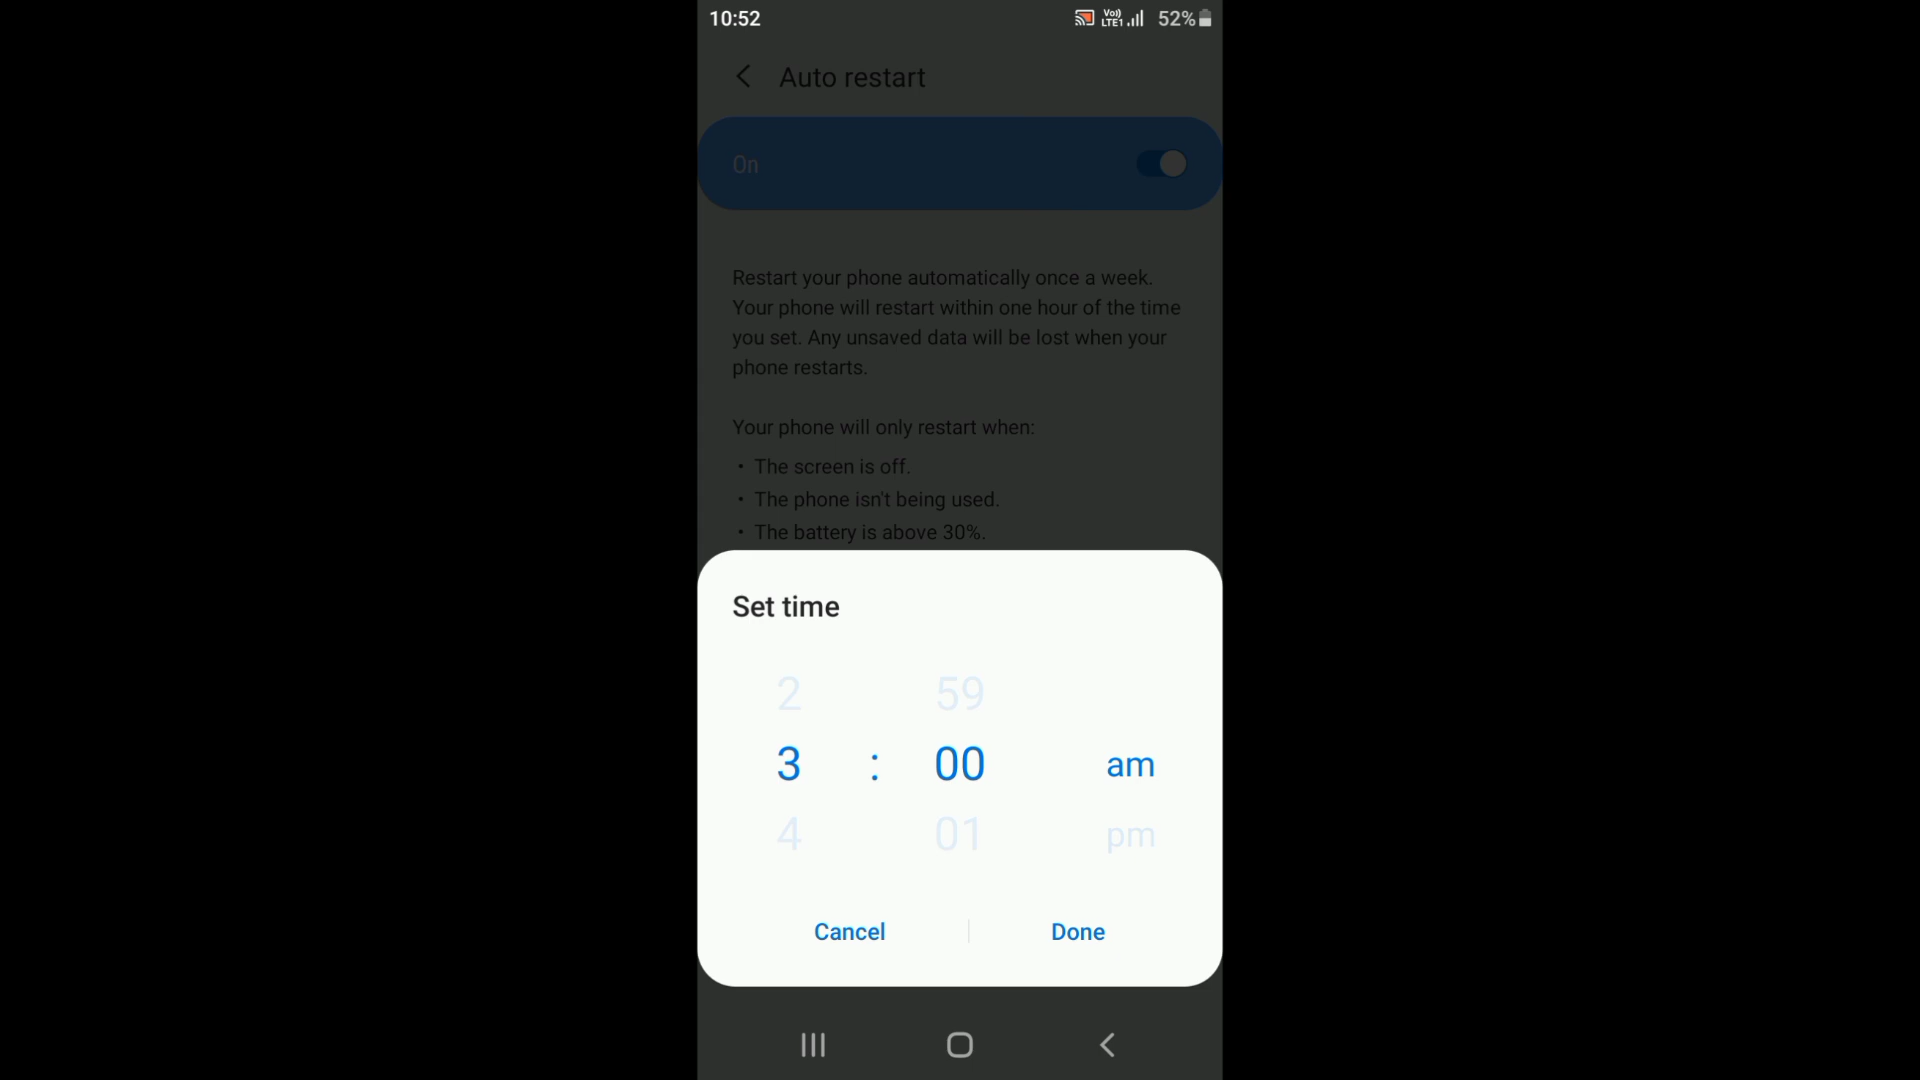 10:52
Vo))
LTE1
52%
Auto restart
On
Restart your phone automatically once a week.
Your phone will restart within one hour of the time
you set. Any unsaved data will be lost when your
phone restarts.
Your phone will only restart when:
• The screen is off.
• The phone isn't being used.
• The battery is above 30%.
Set time
2 59
3 : 00 am
4 01 pm
Cancel Done